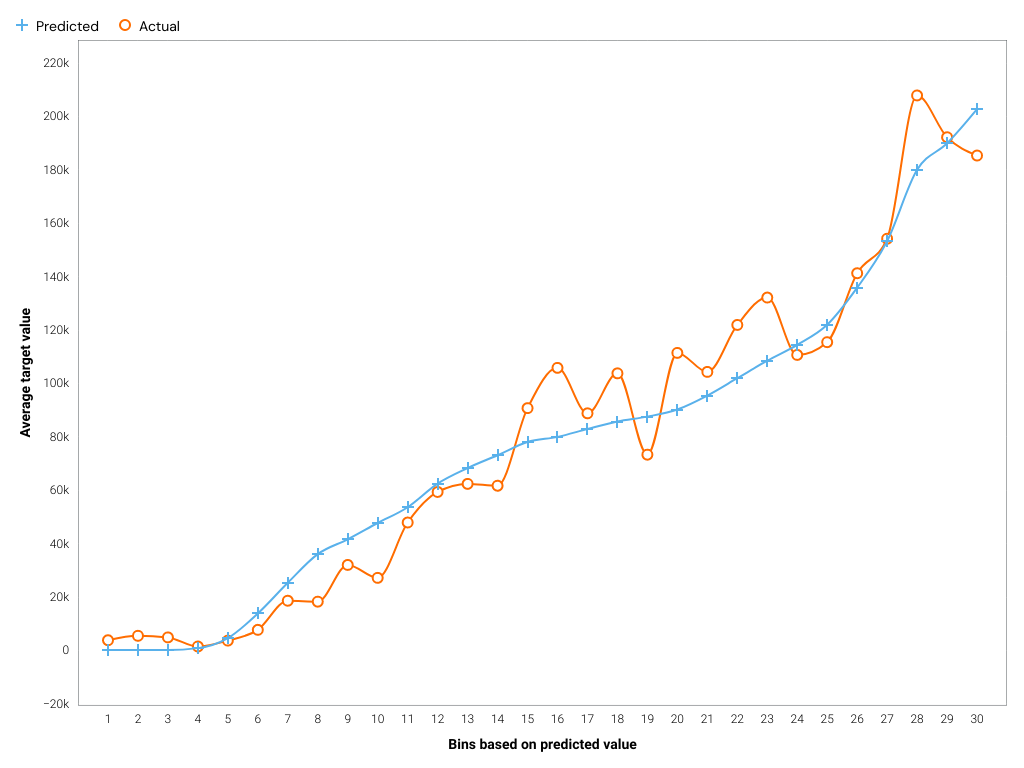 Predicted Actual
220k
200k
180k
160k
140k
120k
100k
80k
60k
40k
20k
0
−20k
Average target value
1 2 3 4 5 6 7 8 9 10 11 12 13 14 15 16 17 18 19 20 21 22 23 24 25 26 27 28 29 30
Bins based on predicted value